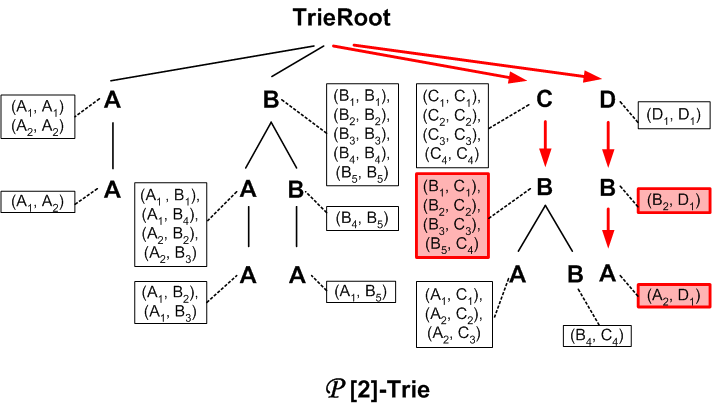 TrieRoot
A B C D
(A₁, A₁)
(A₂, A₂)
(B₁, B₁),
(B₂, B₂),
(B₃, B₃),
(B₄, B₄),
(B₅, B₅)
(C₁, C₁),
(C₂, C₂),
(C₃, C₃),
(C₄, C₄)
(D₁, D₁)
A A B B B
(A₁, A₂)
(A₁ , B₁),
(A₁, B₄),
(A₂, B₂),
(A₂, B₃)
(B₄, B₅)
(B₁, C₁),
(B₂, C₂),
(B₃, C₃),
(B₅, C₄)
(B₂, D₁)
A A A B A
(A₁, B₂),
(A₁, B₃)
(A₁, B₅)
(A₁, C₁),
(A₂, C₂),
(A₂, C₃)
(B₄, C₄)
(A₂, D₁)
𝒫 [2]-Trie